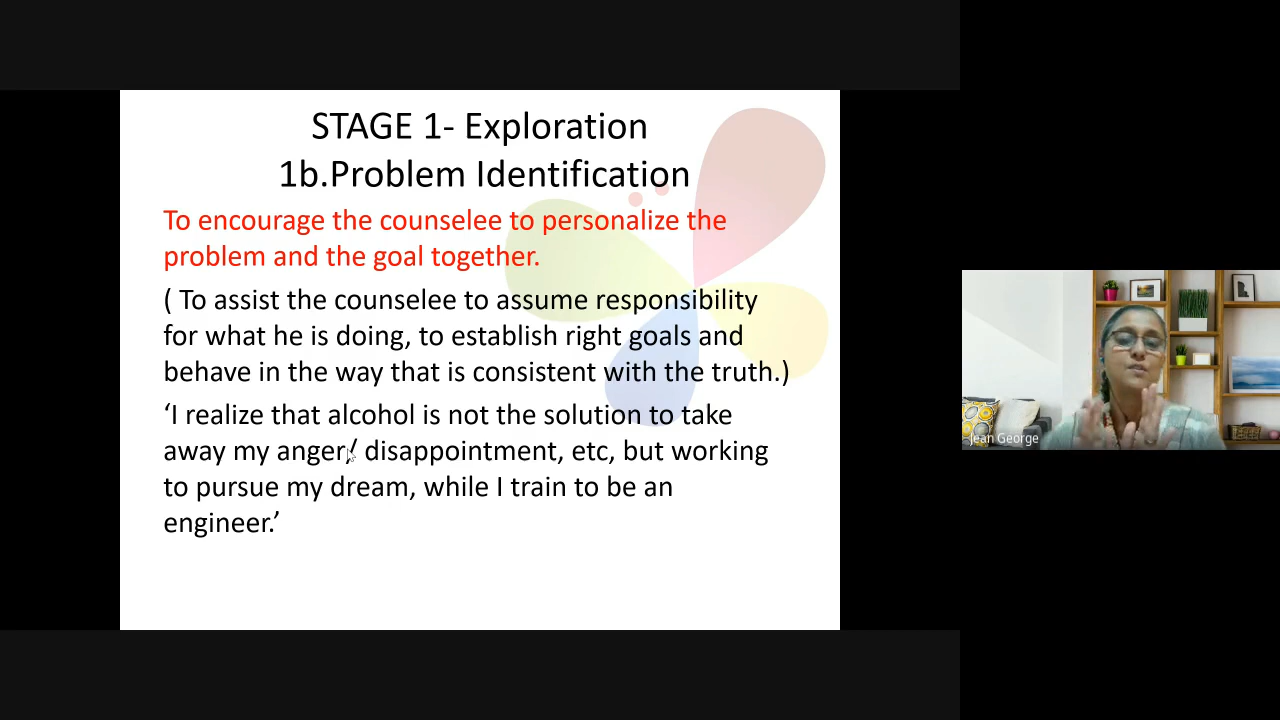 STAGE 1- Exploration
1b.Problem Identification
To encourage the counselee to personalize the
problem and the goal together.
( To assist the counselee to assume responsibility
for what he is doing, to establish right goals and
behave in the way that is consistent with the truth.)
‘I realize that alcohol is not the solution to take
away my anger/ disappointment, etc, but working
to pursue my dream, while I train to be an
engineer.’
Jean George